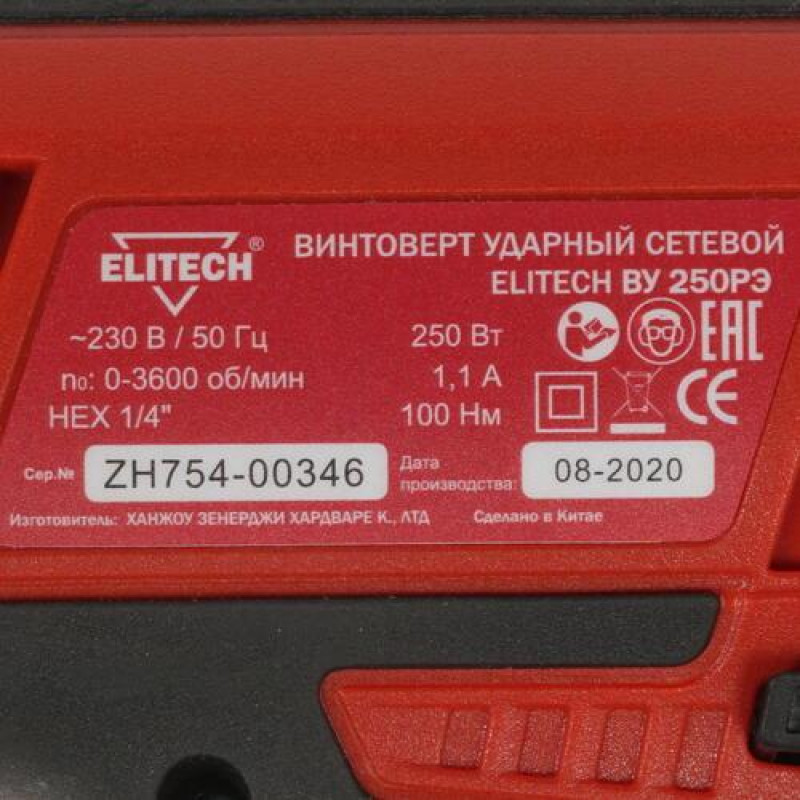 ELITECH®
ВИНТОВЕРТ УДАРНЫЙ СЕТЕВОЙ
ELITECH ВУ 250РЭ
~230 В / 50 Гц 250 Вт
n₀: 0-3600 об/мин 1,1 А
HEX 1/4" 100 Нм
EAC
CE
Сер.№ ZH754-00346 Дата
производства: 08-2020
Изготовитель: ХАНЖОУ ЗЕНЕРДЖИ ХАРДВАРЕ К., ЛТД Сделано в Китае